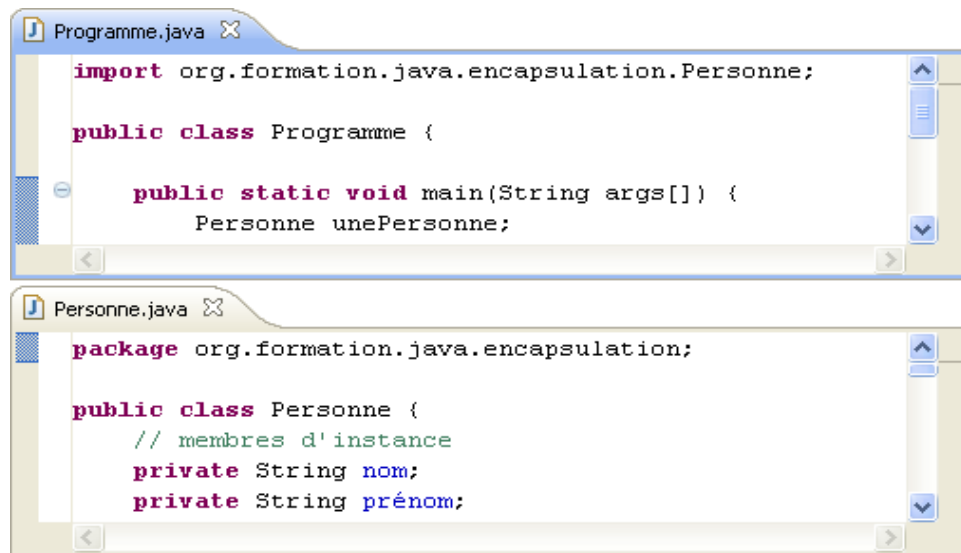 Programme.java
import org.formation.java.encapsulation.Personne;
public class Programme {
public static void main(String args[]) {
Personne unePersonne;
Personne.java
package org.formation.java.encapsulation;
public class Personne {
// membres d'instance
private String nom;
private String prénom;